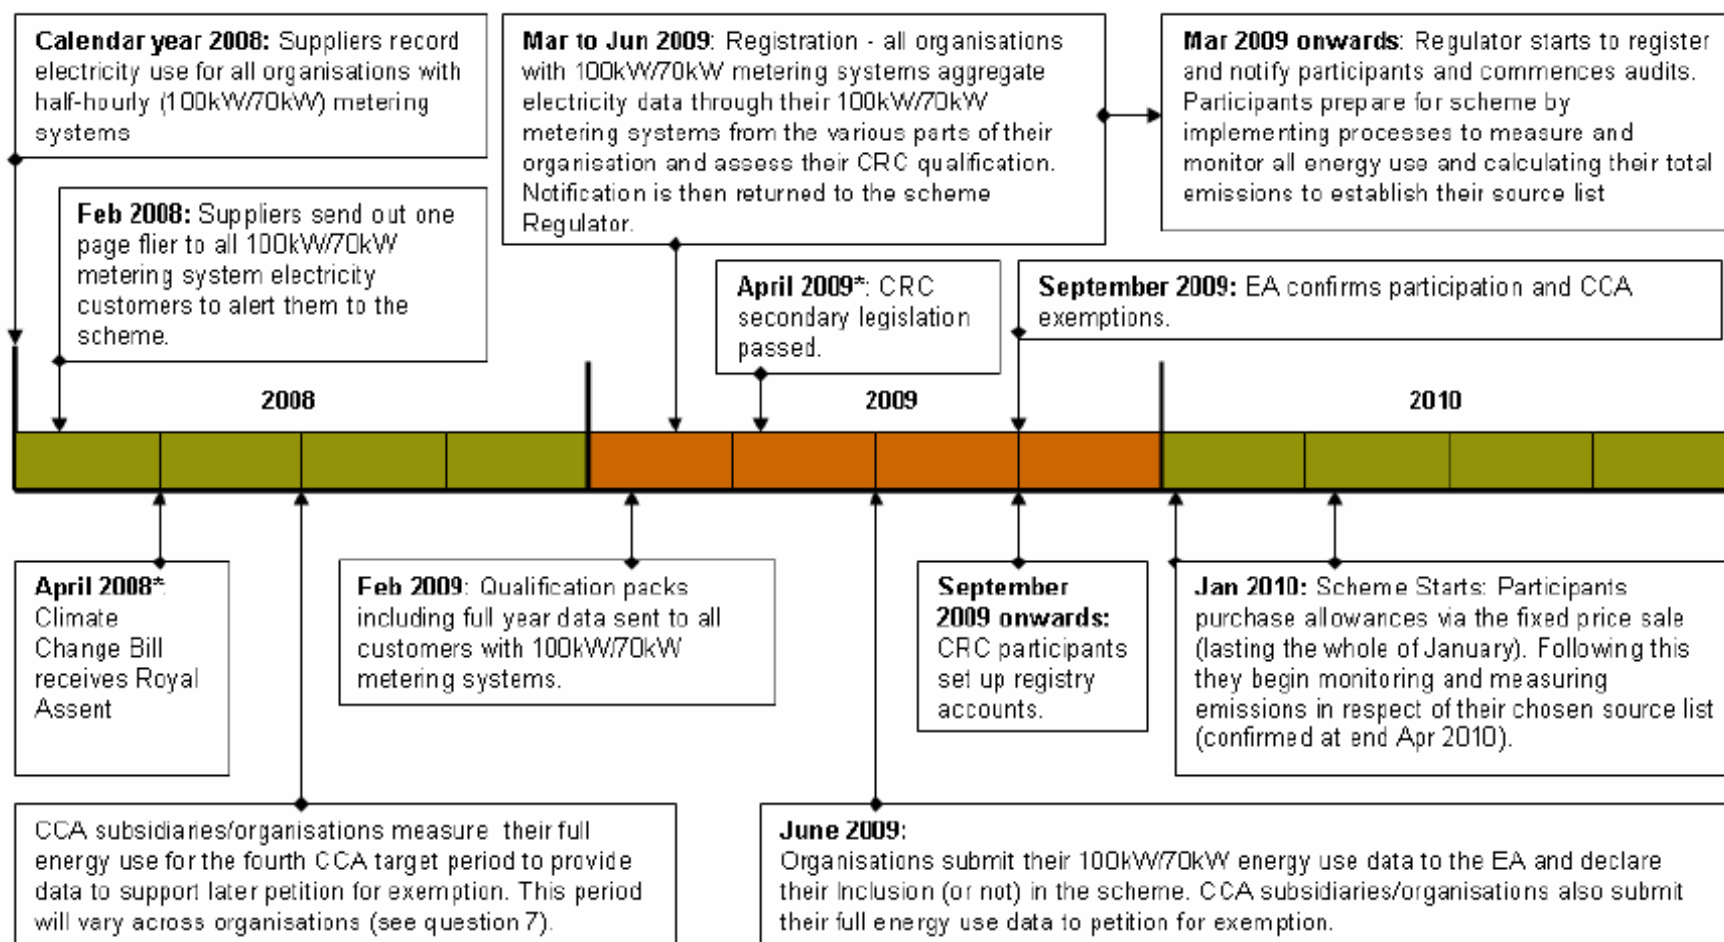 Calendar year 2008: Suppliers record
electricity use for all organisations with
half-hourly (100kW/70kW) metering
systems
Mar to Jun 2009: Registration - all organisations
with 100kW/70kW metering systems aggregate
electricity data through their 100kW/70kW
metering systems from the various parts of their
organisation and assess their CRC qualification.
Notification is then returned to the scheme
Regulator.
Mar 2009 onwards: Regulator starts to register
and notify participants and commences audits.
Participants prepare for scheme by
implementing processes to measure and
monitor all energy use and calculating their total
emissions to establish their source list
Feb 2008: Suppliers send out one
page flier to all 100kW/70kW
metering system electricity
customers to alert them to the
scheme.
April 2009*: CRC
secondary legislation
passed.
September 2009: EA confirms participation and CCA
exemptions.
2008
2009
2010
April 2008*:
Climate
Change Bill
receives Royal
Assent
Feb 2009: Qualification packs
including full year data sent to all
customers with 100kW/70kW
metering systems.
September
2009 onwards:
CRC participants
set up registry
accounts.
Jan 2010: Scheme Starts: Participants
purchase allowances via the fixed price sale
(lasting the whole of January). Following this
they begin monitoring and measuring
emissions in respect of their chosen source list
(confirmed at end Apr 2010).
CCA subsidiaries/organisations measure their full
energy use for the fourth CCA target period to provide
data to support later petition for exemption. This period
will vary across organisations (see question 7).
June 2009:
Organisations submit their 100kW/70kW energy use data to the EA and declare
their Inclusion (or not) in the scheme. CCA subsidiaries/organisations also submit
their full energy use data to petition for exemption.